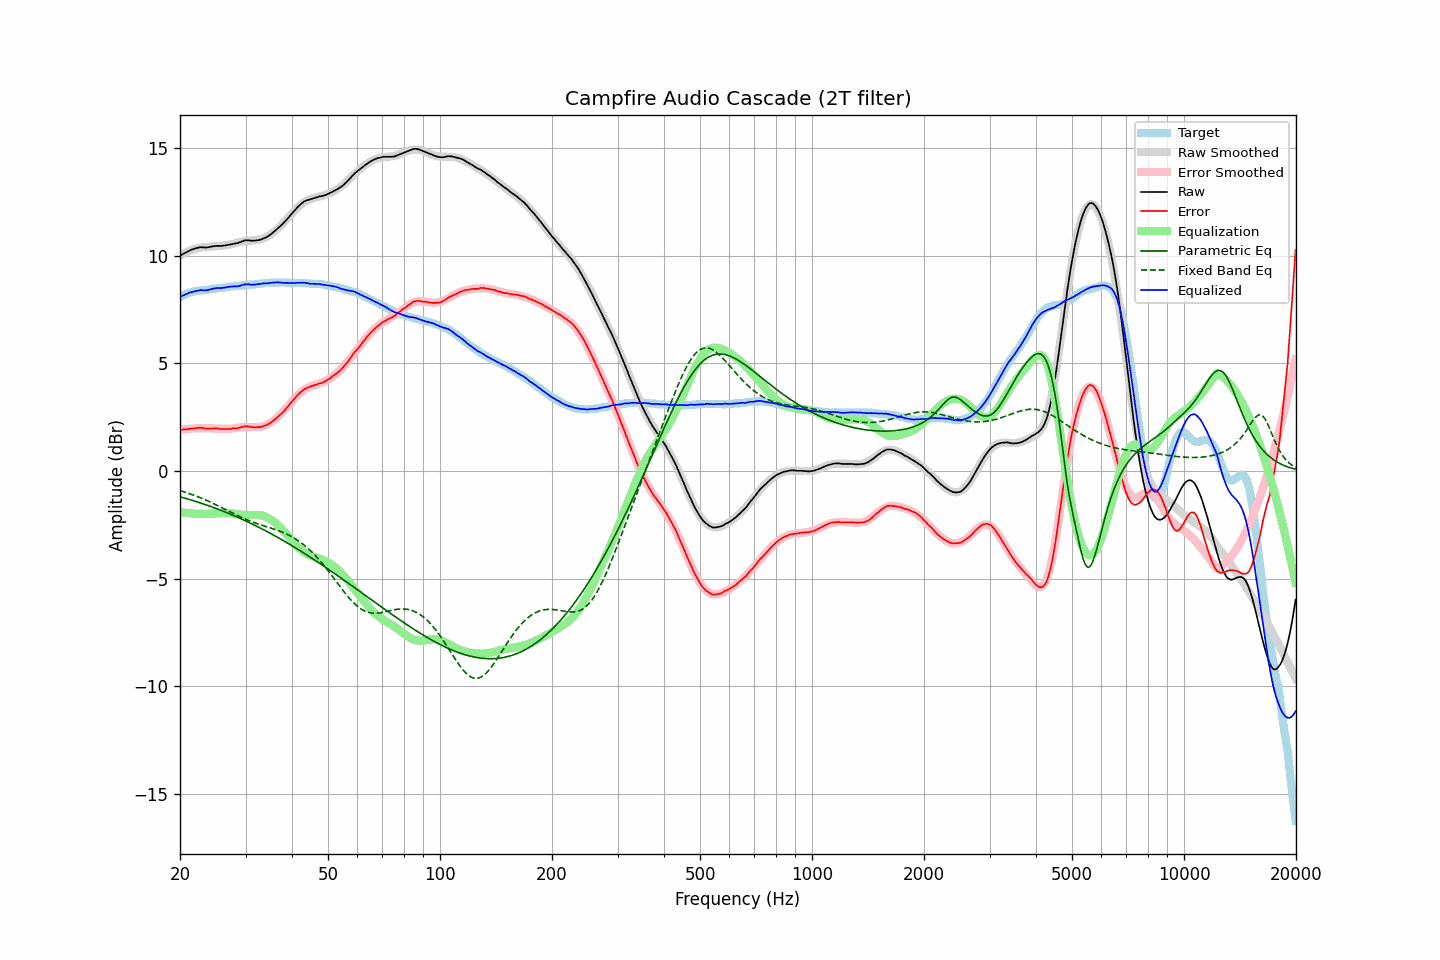 Campfire Audio Cascade (2T filter)
Target
Raw Smoothed
Error Smoothed
Raw
Error
Equalization
Parametric Eq
Fixed Band Eq
Equalized
15
10
5
0
−5
−10
−15
Amplitude (dBr)
20 50 100 200 500 1000 2000 5000 10000 20000
Frequency (Hz)